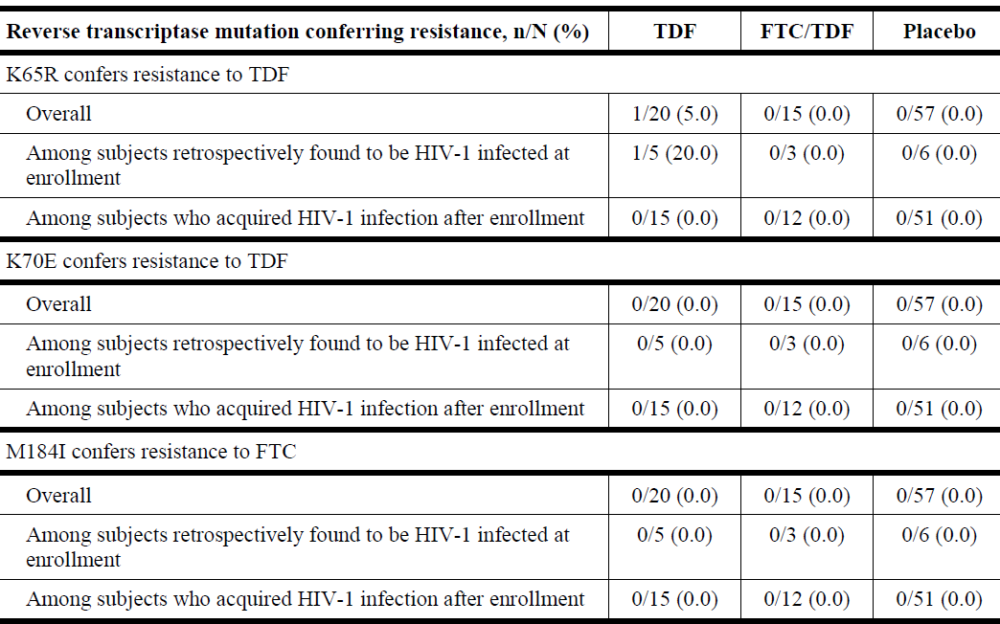 Reverse transcriptase mutation conferring resistance, n/N (%) TDF FTC/TDF Placebo
K65R confers resistance to TDF
Overall 1/20 (5.0) 0/15 (0.0) 0/57 (0.0)
Among subjects retrospectively found to be HIV-1 infected at 1/5 (20.0) 0/3 (0.0) 0/6 (0.0)
enrollment
Among subjects who acquired HIV-1 infection after enrollment 0/15 (0.0) 0/12 (0.0) 0/51 (0.0)
K70E confers resistance to TDF
Overall 0/20 (0.0) 0/15 (0.0) 0/57 (0.0)
Among subjects retrospectively found to be HIV-1 infected at 0/5 (0.0) 0/3 (0.0) 0/6 (0.0)
enrollment
Among subjects who acquired HIV-1 infection after enrollment 0/15 (0.0) 0/12 (0.0) 0/51 (0.0)
M184I confers resistance to FTC
Overall 0/20 (0.0) 0/15 (0.0) 0/57 (0.0)
Among subjects retrospectively found to be HIV-1 infected at 0/5 (0.0) 0/3 (0.0) 0/6 (0.0)
enrollment
Among subjects who acquired HIV-1 infection after enrollment 0/15 (0.0) 0/12 (0.0) 0/51 (0.0)